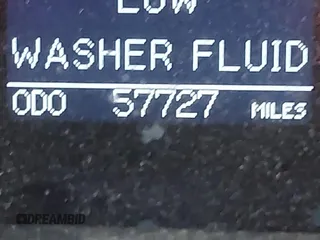 LOW
WASHER FLUID
ODO 57727 MILES
DREAMBID